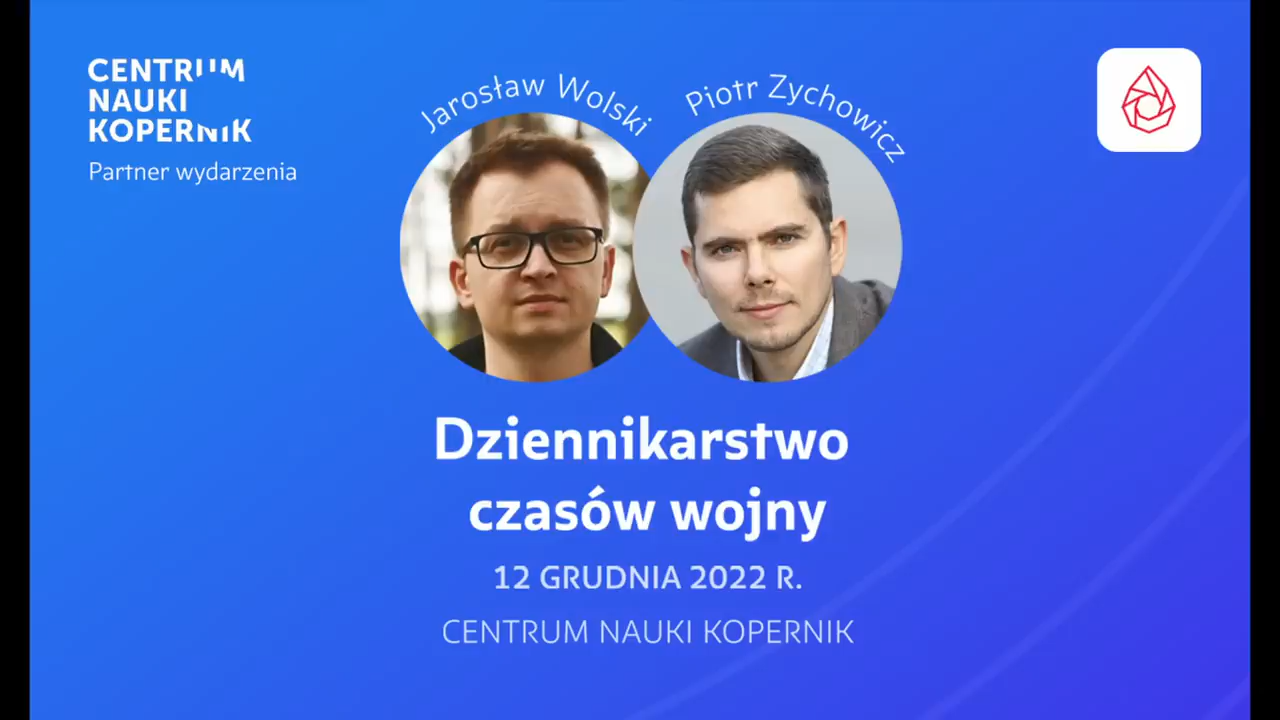 CENTRUM
NAUKI
KOPERNIK
Partner wydarzenia
Jarosław Wolski
Piotr Zychowicz
Dziennikarstwo
czasów wojny
12 GRUDNIA 2022 R.
CENTRUM NAUKI KOPERNIK